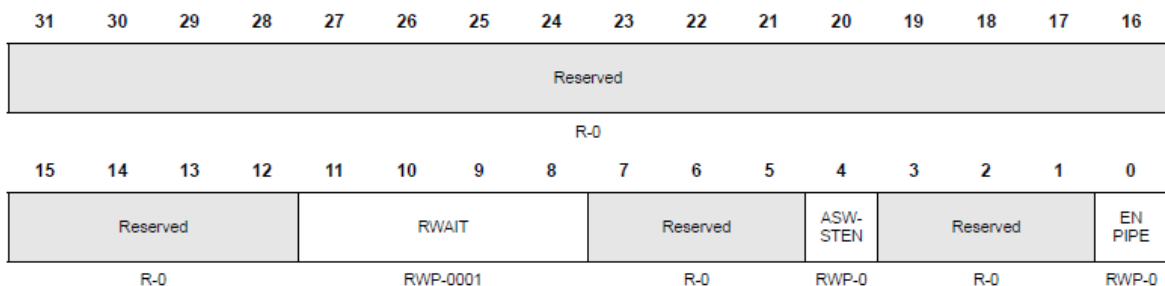 31 30 29 28 27 26 25 24 23 22 21 20 19 18 17 16
Reserved
R-0
15 14 13 12 11 10 9 8 7 6 5 4 3 2 1 0
Reserved RWAIT Reserved ASW-STEN Reserved EN PIPE
R-0 RWP-0001 R-0 RWP-0 R-0 RWP-0